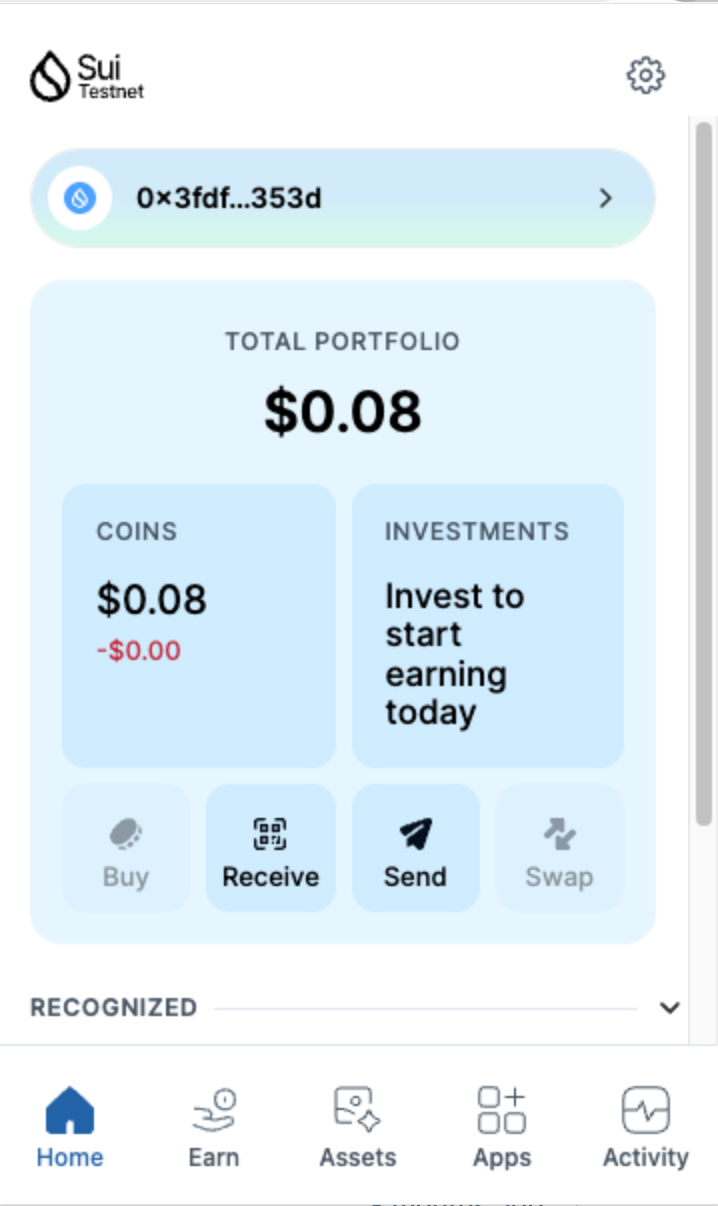 Sui
Testnet
0×3fdf...353d
TOTAL PORTFOLIO
$0.08
COINS
$0.08
-$0.00
INVESTMENTS
Invest to
start
earning
today
Buy
Receive
Send
Swap
RECOGNIZED
Home
Earn
Assets
Apps
Activity